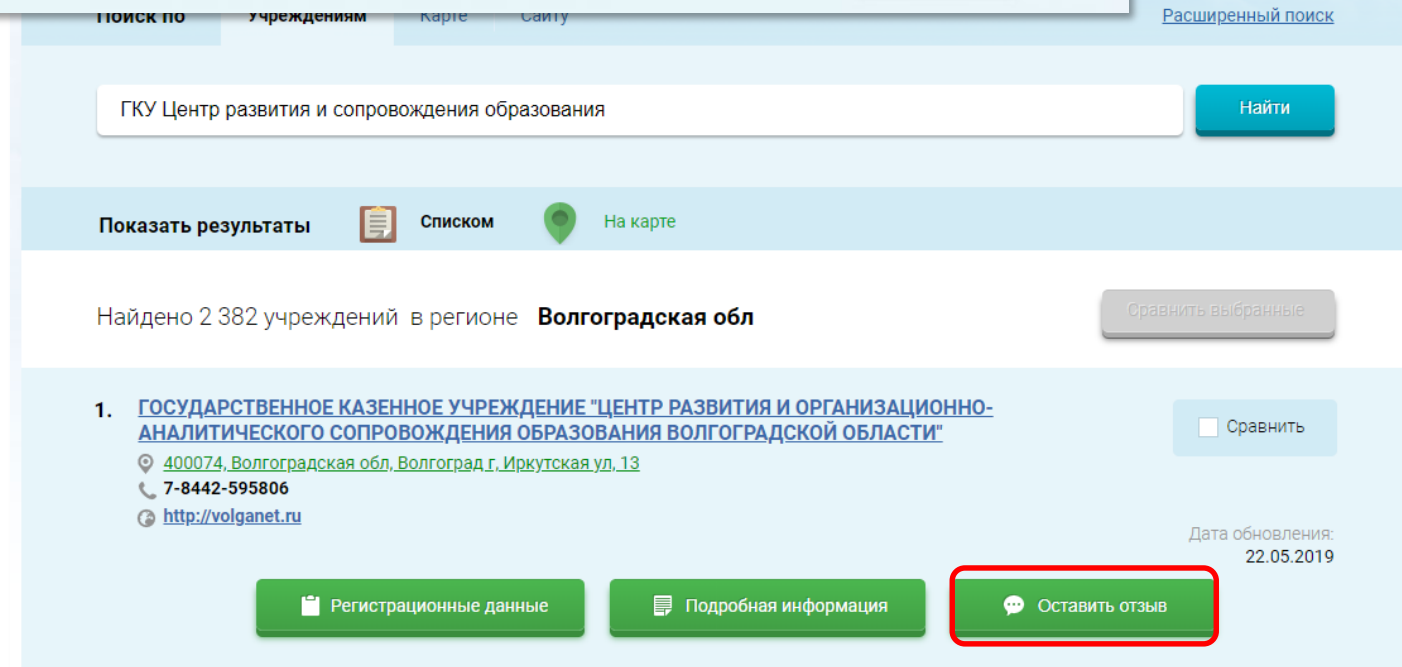 Поиск по Учреждениям Карте Сайту Расширенный поиск
ГКУ Центр развития и сопровождения образования Найти
Показать результаты Списком На карте
Найдено 2 382 учреждений в регионе Волгоградская обл Сравнить выбранные
1. ГОСУДАРСТВЕННОЕ КАЗЕННОЕ УЧРЕЖДЕНИЕ "ЦЕНТР РАЗВИТИЯ И ОРГАНИЗАЦИОННО-
АНАЛИТИЧЕСКОГО СОПРОВОЖДЕНИЯ ОБРАЗОВАНИЯ ВОЛГОГРАДСКОЙ ОБЛАСТИ"
Сравнить
400074, Волгоградская обл, Волгоград г, Иркутская ул, 13
7-8442-595806
http://volganet.ru
Дата обновления:
22.05.2019
Регистрационные данные Подробная информация Оставить отзыв